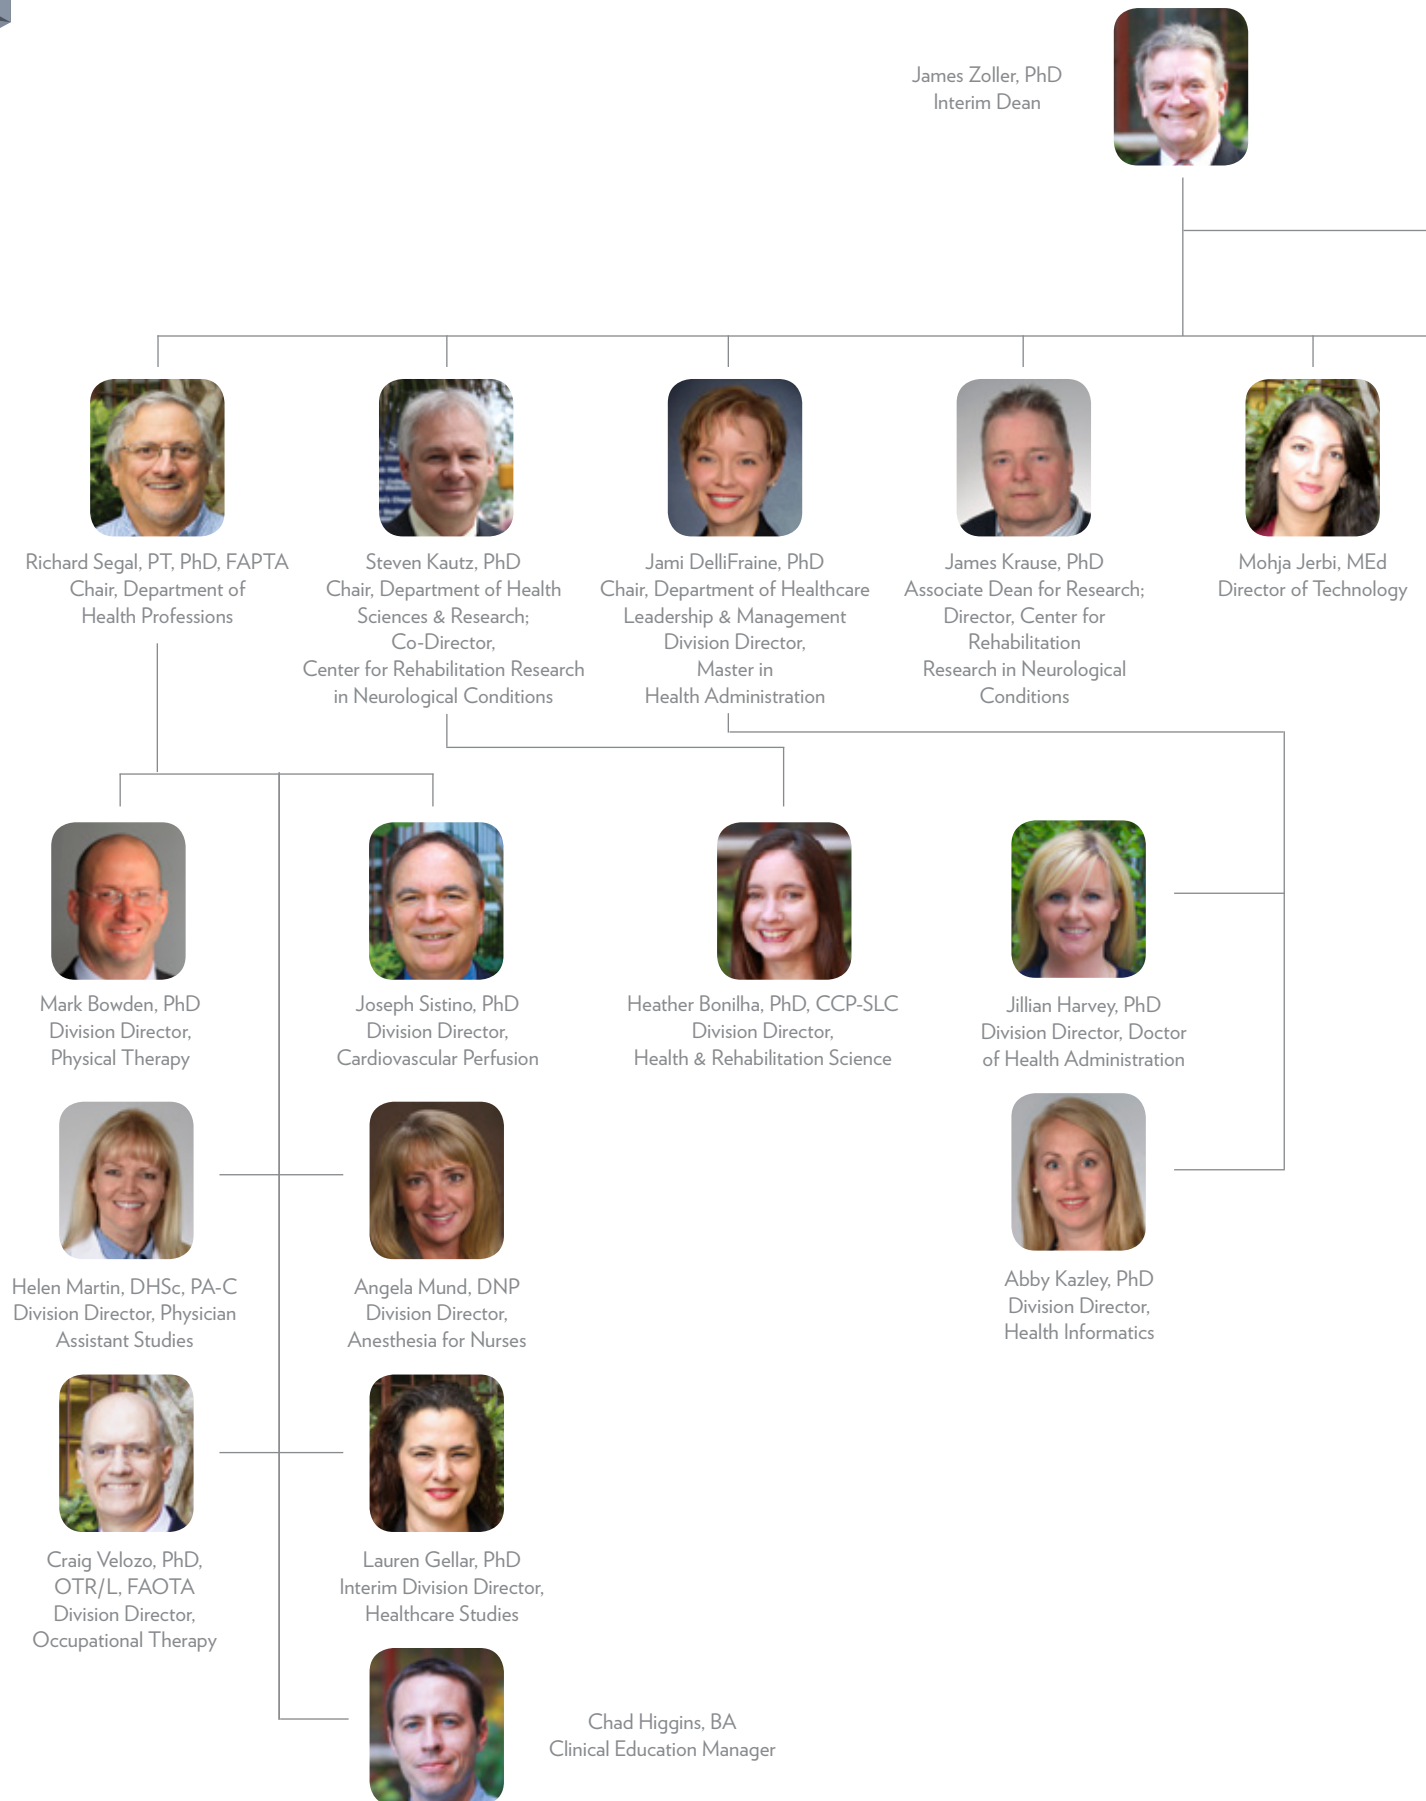 James Zoller, PhD
Interim Dean
Richard Segal, PT, PhD, FAPTA
Chair, Department of
Health Professions
Steven Kautz, PhD
Chair, Department of Health
Sciences & Research;
Co-Director,
Center for Rehabilitation Research
in Neurological Conditions
Jami DelliFraine, PhD
Chair, Department of Healthcare
Leadership & Management
Division Director,
Master in
Health Administration
James Krause, PhD
Associate Dean for Research;
Director, Center for
Rehabilitation
Research in Neurological
Conditions
Mohja Jerbi, MEd
Director of Technology
Mark Bowden, PhD
Division Director,
Physical Therapy
Joseph Sistino, PhD
Division Director,
Cardiovascular Perfusion
Heather Bonilha, PhD, CCP-SLC
Division Director,
Health & Rehabilitation Science
Jillian Harvey, PhD
Division Director, Doctor
of Health Administration
Helen Martin, DHSc, PA-C
Division Director, Physician
Assistant Studies
Angela Mund, DNP
Division Director,
Anesthesia for Nurses
Abby Kazley, PhD
Division Director,
Health Informatics
Craig Velozo, PhD,
OTR/L, FAOTA
Division Director,
Occupational Therapy
Lauren Gellar, PhD
Interim Division Director,
Healthcare Studies
Chad Higgins, BA
Clinical Education Manager